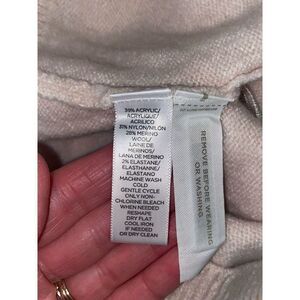 39% ACRYLIC/
ACRYLIQUE/
ACRILICO
31% NYLON/NILÓN
28% MERINO
WOOL/
LAINE DE
MERINOS/
LANA DE MERINO
2% ELASTANE/
ELASTHANNE/
ELASTANO
MACHINE WASH
COLD
GENTLE CYCLE
ONLY NON-
CHLORINE BLEACH
WHEN NEEDED
RESHAPE
DRY FLAT
COOL IRON
IF NEEDED
OR DRY CLEAN
REMOVE BEFORE WEARING
OR WASHING